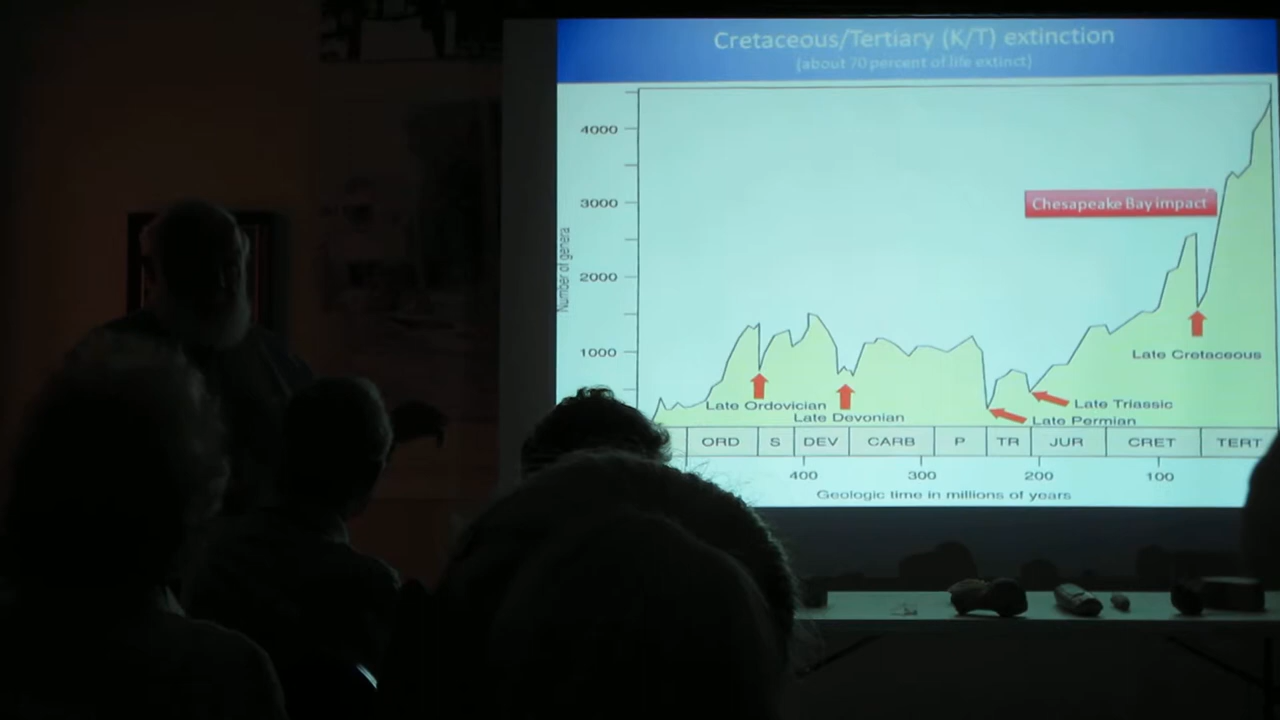 Cretaceous/Tertiary (K/T) extinction
(about 70 percent of life extinct)
4000
3000
2000
1000
Number of genera
Chesapeake Bay impact
Late Cretaceous
Late Ordovician
Late Devonian
Late Triassic
Late Permian
ORD S DEV CARB P TR JUR CRET TERT
400 300 200 100
Geologic time in millions of years